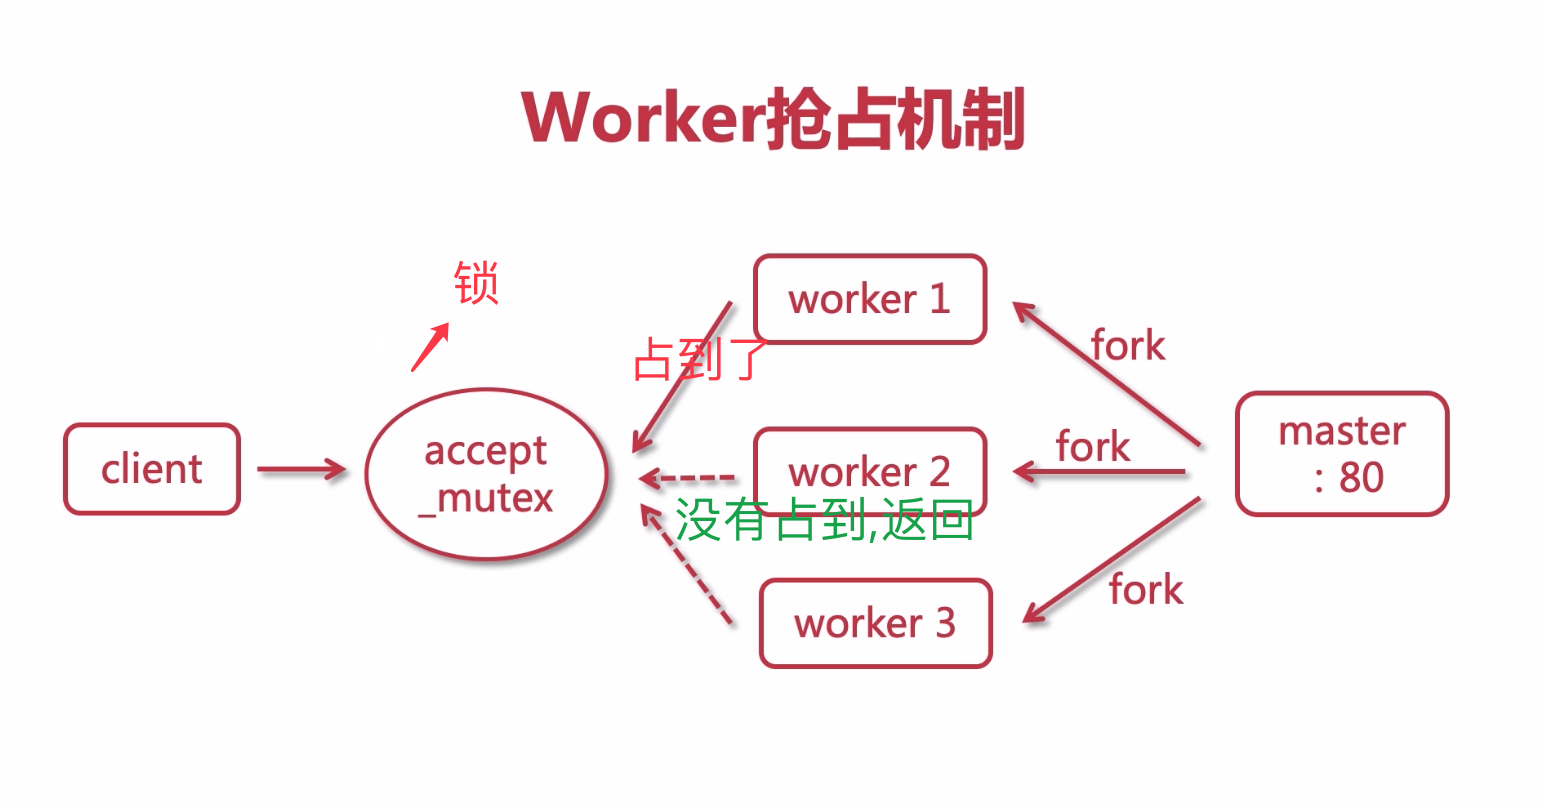 Worker抢占机制
锁
worker 1
占到了
fork
client
accept
_mutex
worker 2
没有占到,返回
fork
master
: 80
worker 3
fork